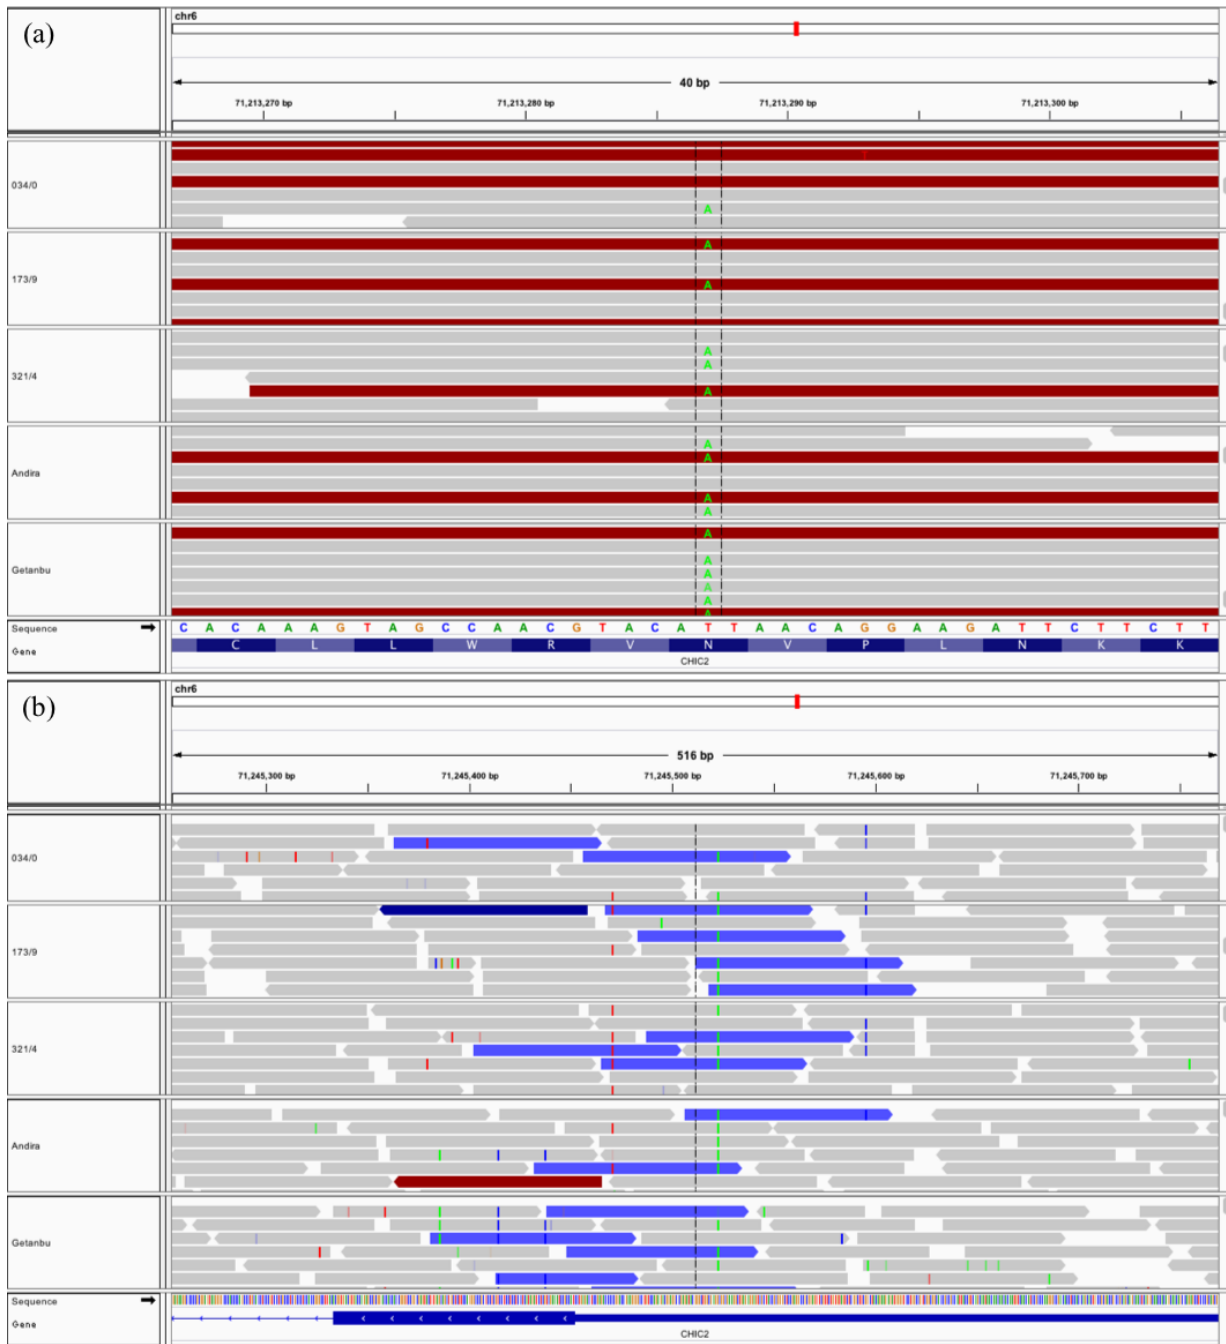 (a)
chr6
40 bp
71,213,270 bp 71,213,280 bp 71,213,290 bp 71,213,300 bp
034/0
A
173/9
A
A
321/4
A
A
A
Andira
A
A
A
A
Getanbu
A
A
A
A
A
A
Sequence C A C A A A G T A G C C A A C G T A C A T T A A C A G G A A G A T T C T T C T T
Gene C L L W R V N V P L N K K
CHIC2
(b)
chr6
516 bp
71,245,300 bp 71,245,400 bp 71,245,500 bp 71,245,600 bp 71,245,700 bp
034/0
173/9
321/4
Andira
Getanbu
Sequence
Gene
CHIC2